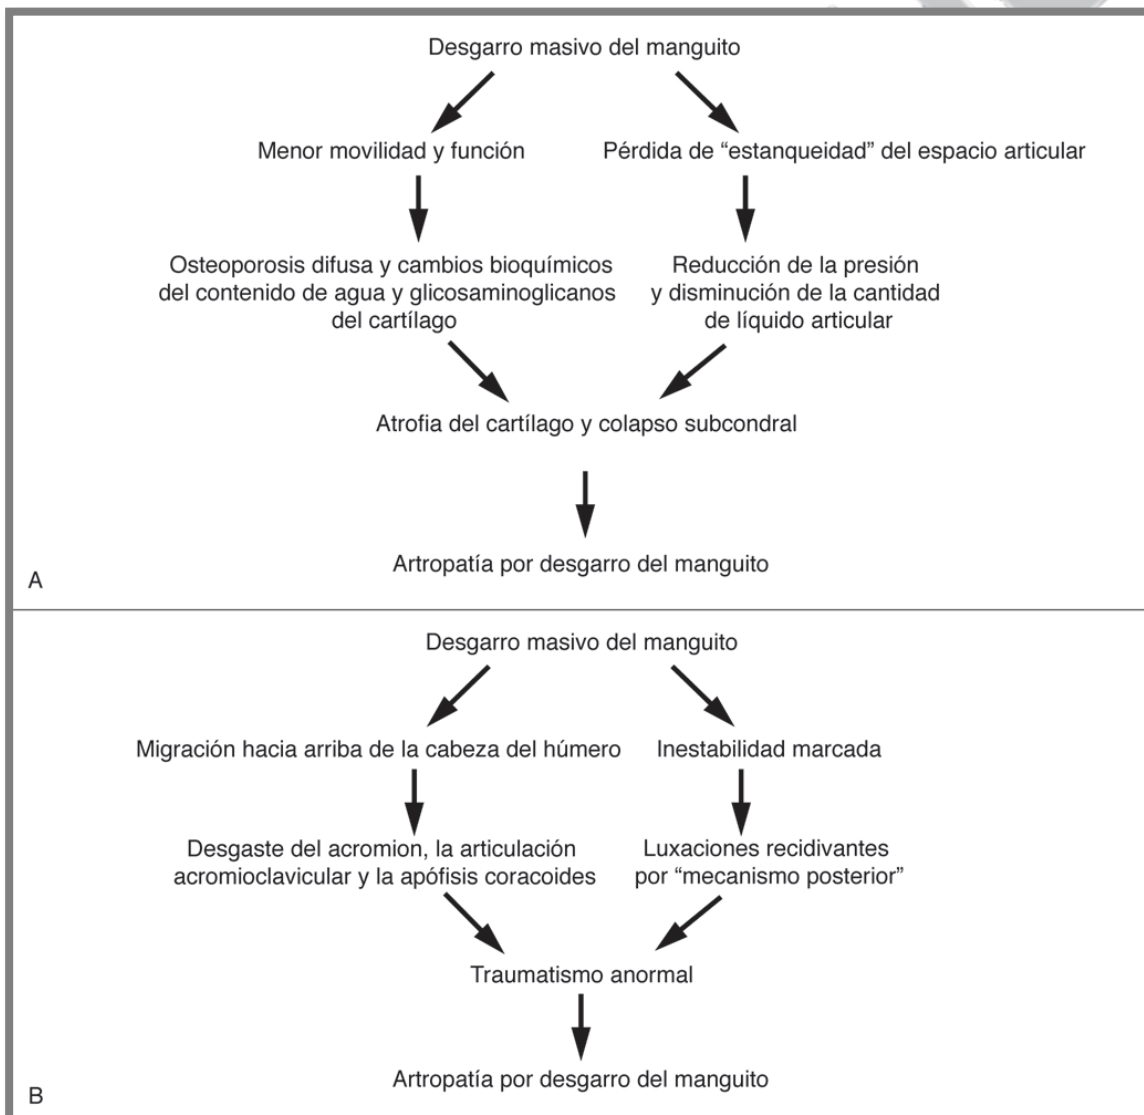 Desgarro masivo del manguito
Menor movilidad y función
Pérdida de “estanqueidad” del espacio articular
Osteoporosis difusa y cambios bioquímicos
del contenido de agua y glicosaminoglicanos
del cartílago
Reducción de la presión
y disminución de la cantidad
de líquido articular
Atrofia del cartílago y colapso subcondral
Artropatía por desgarro del manguito
A
Desgarro masivo del manguito
Migración hacia arriba de la cabeza del húmero
Inestabilidad marcada
Desgaste del acromion, la articulación
acromioclavicular y la apófisis coracoides
Luxaciones recidivantes
por “mecanismo posterior”
Traumatismo anormal
Artropatía por desgarro del manguito
B